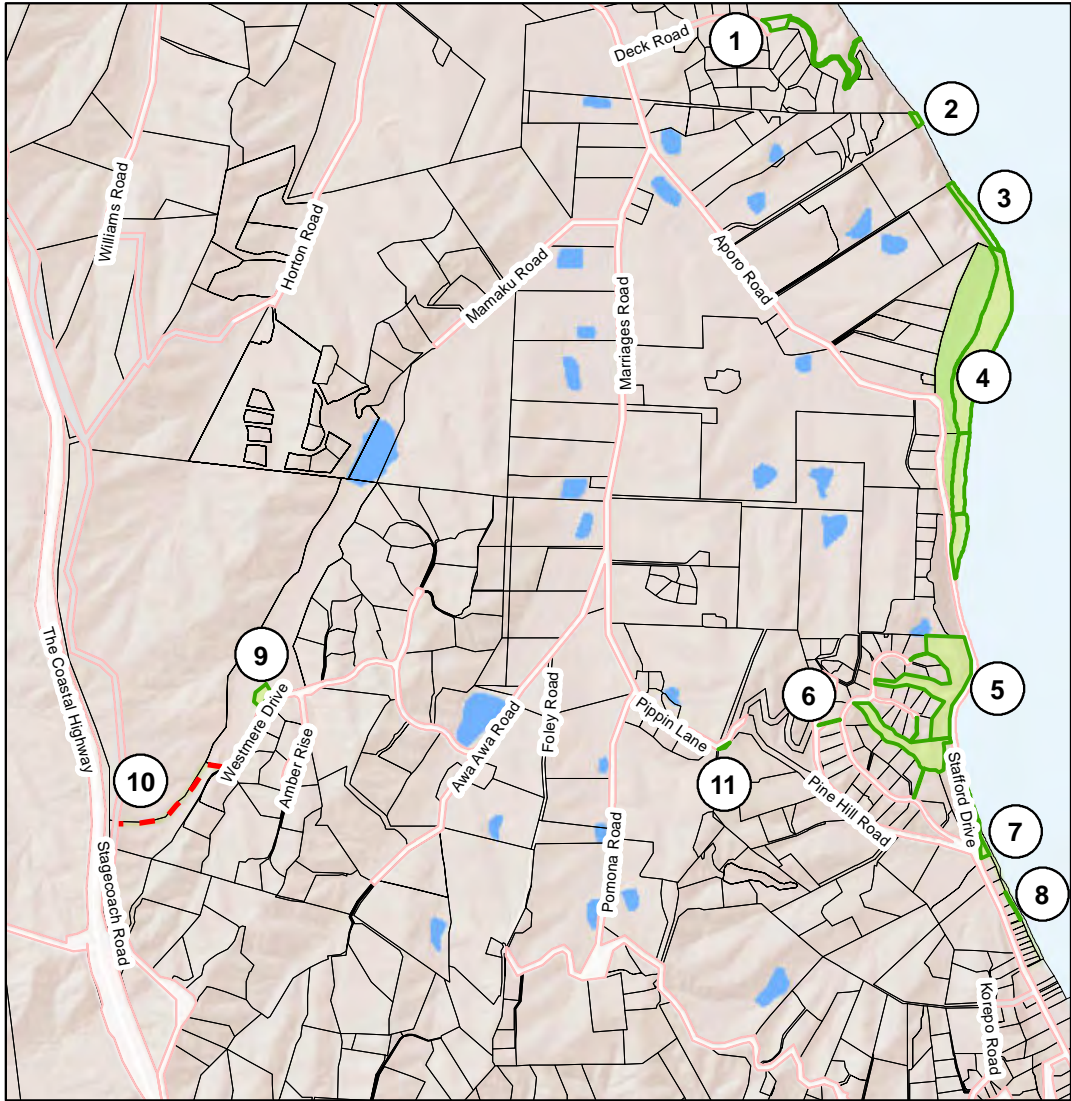 Deck Road
1
2
3
Williams Road
Horton Road
Mamaku Road
Marriages Road
Aporo Road
4
The Coastal Highway
9
Westmere Drive
Amber Rise
Awa Awa Road
Foley Road
Pippin Lane
6
5
10
11
Pine Hill Road
Stafford Drive
7
Stagecoach Road
Pomona Road
8
Korepo Road